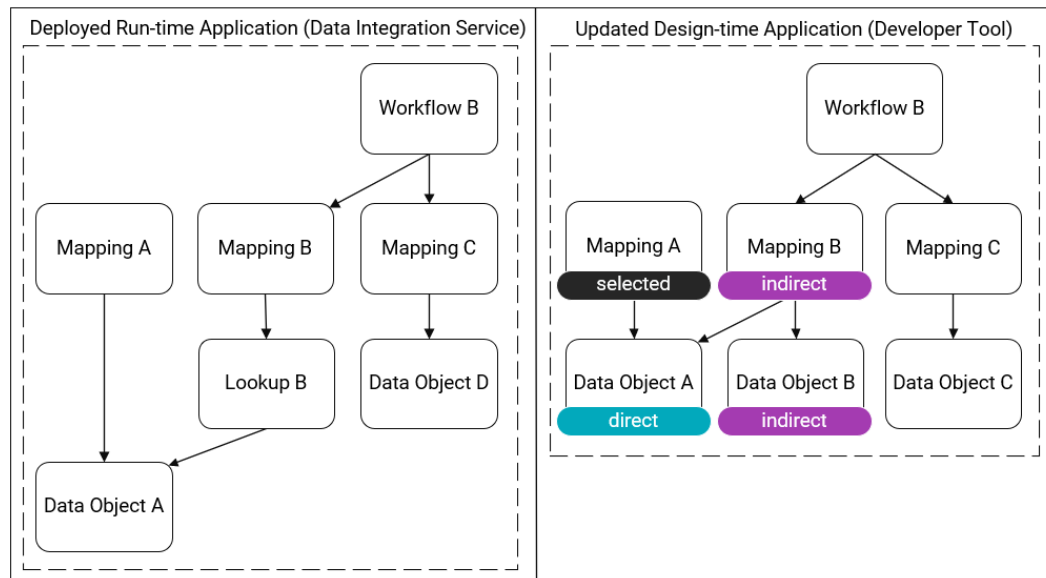 Deployed Run-time Application (Data Integration Service)
Workflow B
Mapping A
Mapping B
Mapping C
Lookup B
Data Object D
Data Object A
Updated Design-time Application (Developer Tool)
Workflow B
Mapping A
selected
Mapping B
indirect
Mapping C
Data Object A
direct
Data Object B
indirect
Data Object C